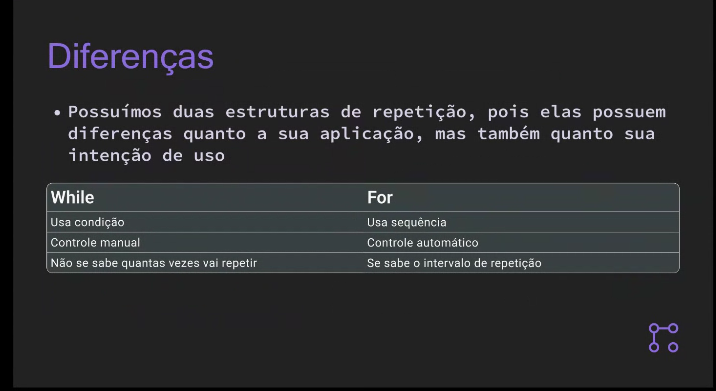 Diferenças
• Possuímos duas estruturas de repetição, pois elas possuem
diferenças quanto a sua aplicação, mas também quanto sua
intenção de uso
While For
Usa condição Usa sequência
Controle manual Controle automático
Não se sabe quantas vezes vai repetir Se sabe o intervalo de repetição